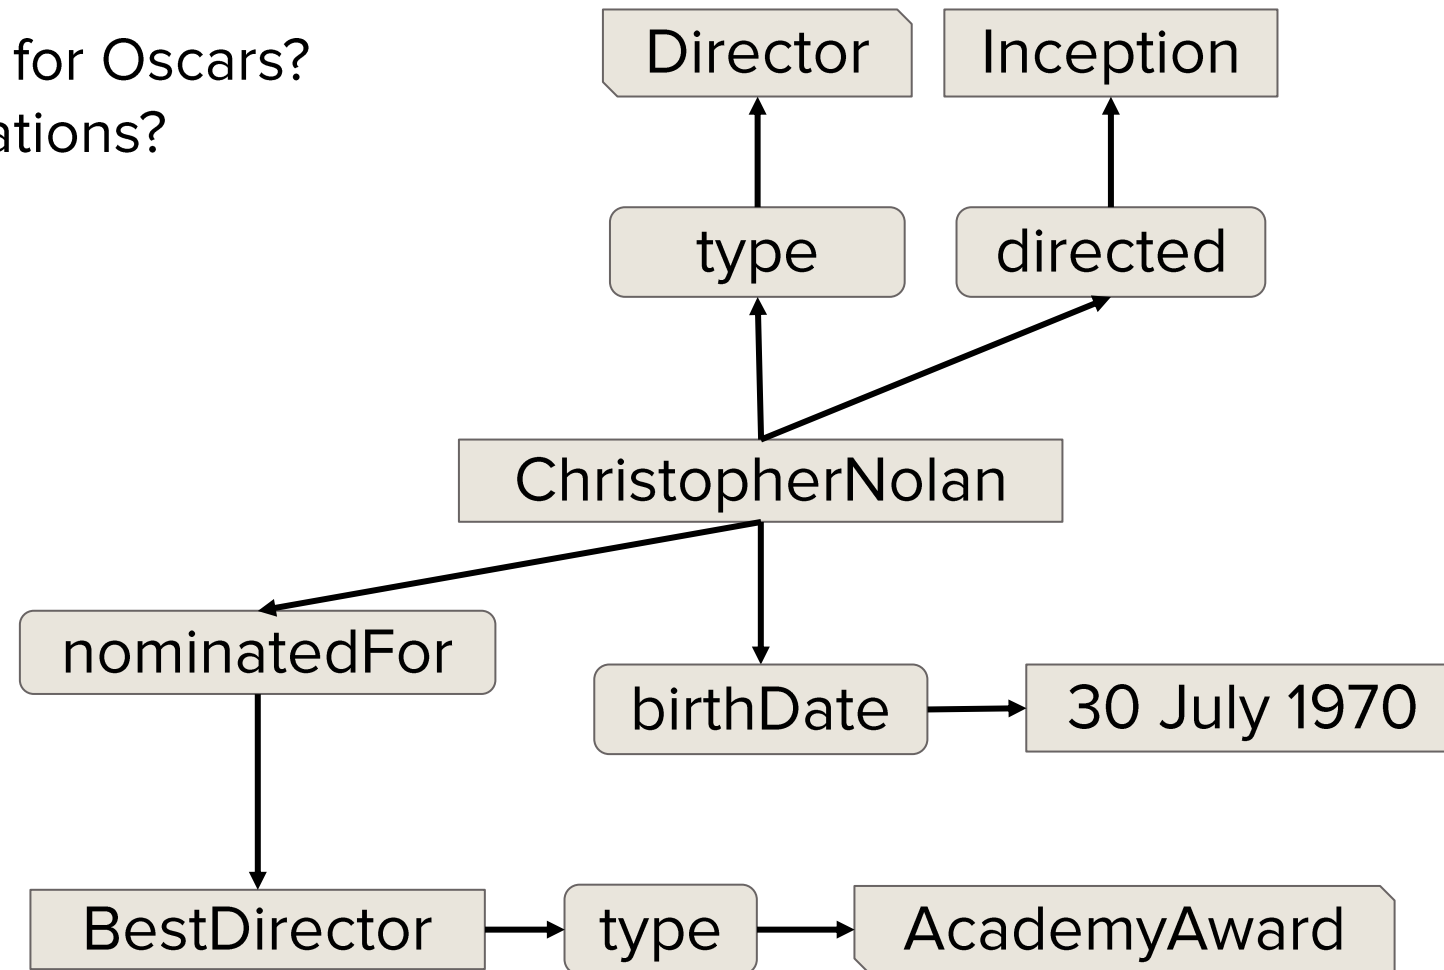 for Oscars?
ations?
Director
Inception
type
directed
ChristopherNolan
nominatedFor
birthDate
30 July 1970
BestDirector
type
AcademyAward